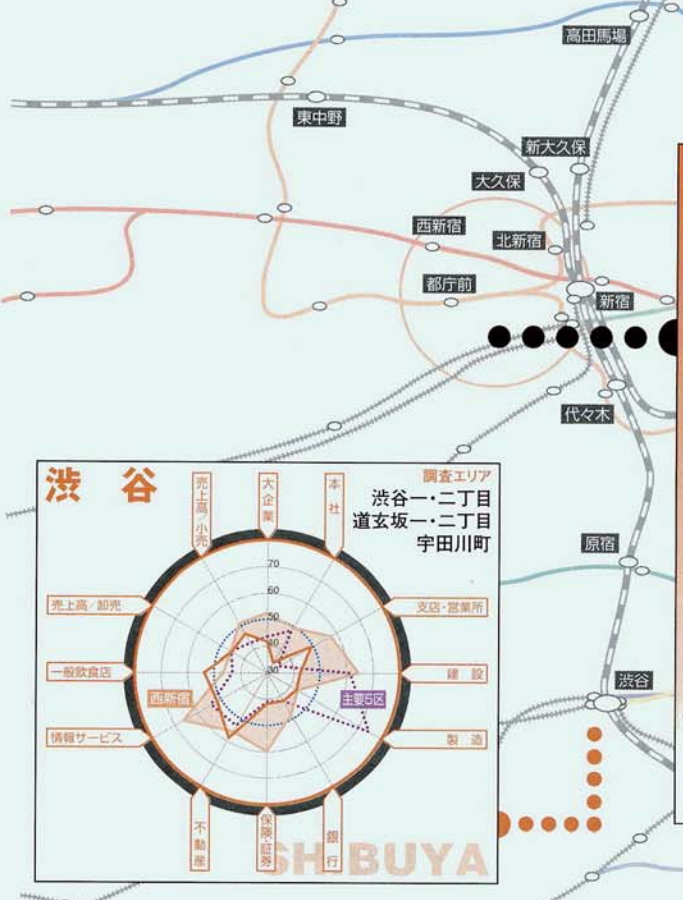 高田馬場
東中野
新大久保
大久保
西新宿
北新宿
都庁前
新宿
代々木
原宿
渋谷
渋 谷
調査エリア
渋谷一・二丁目
道玄坂一・二丁目
宇田川町
売上高/小売
大企業
本社
売上高/卸売
支店・営業所
一般飲食店
建設
情報サービス
製造
不動産
保険・証券
銀行
70
60
50
40
30
西新宿
主要5区
SHIBUYA